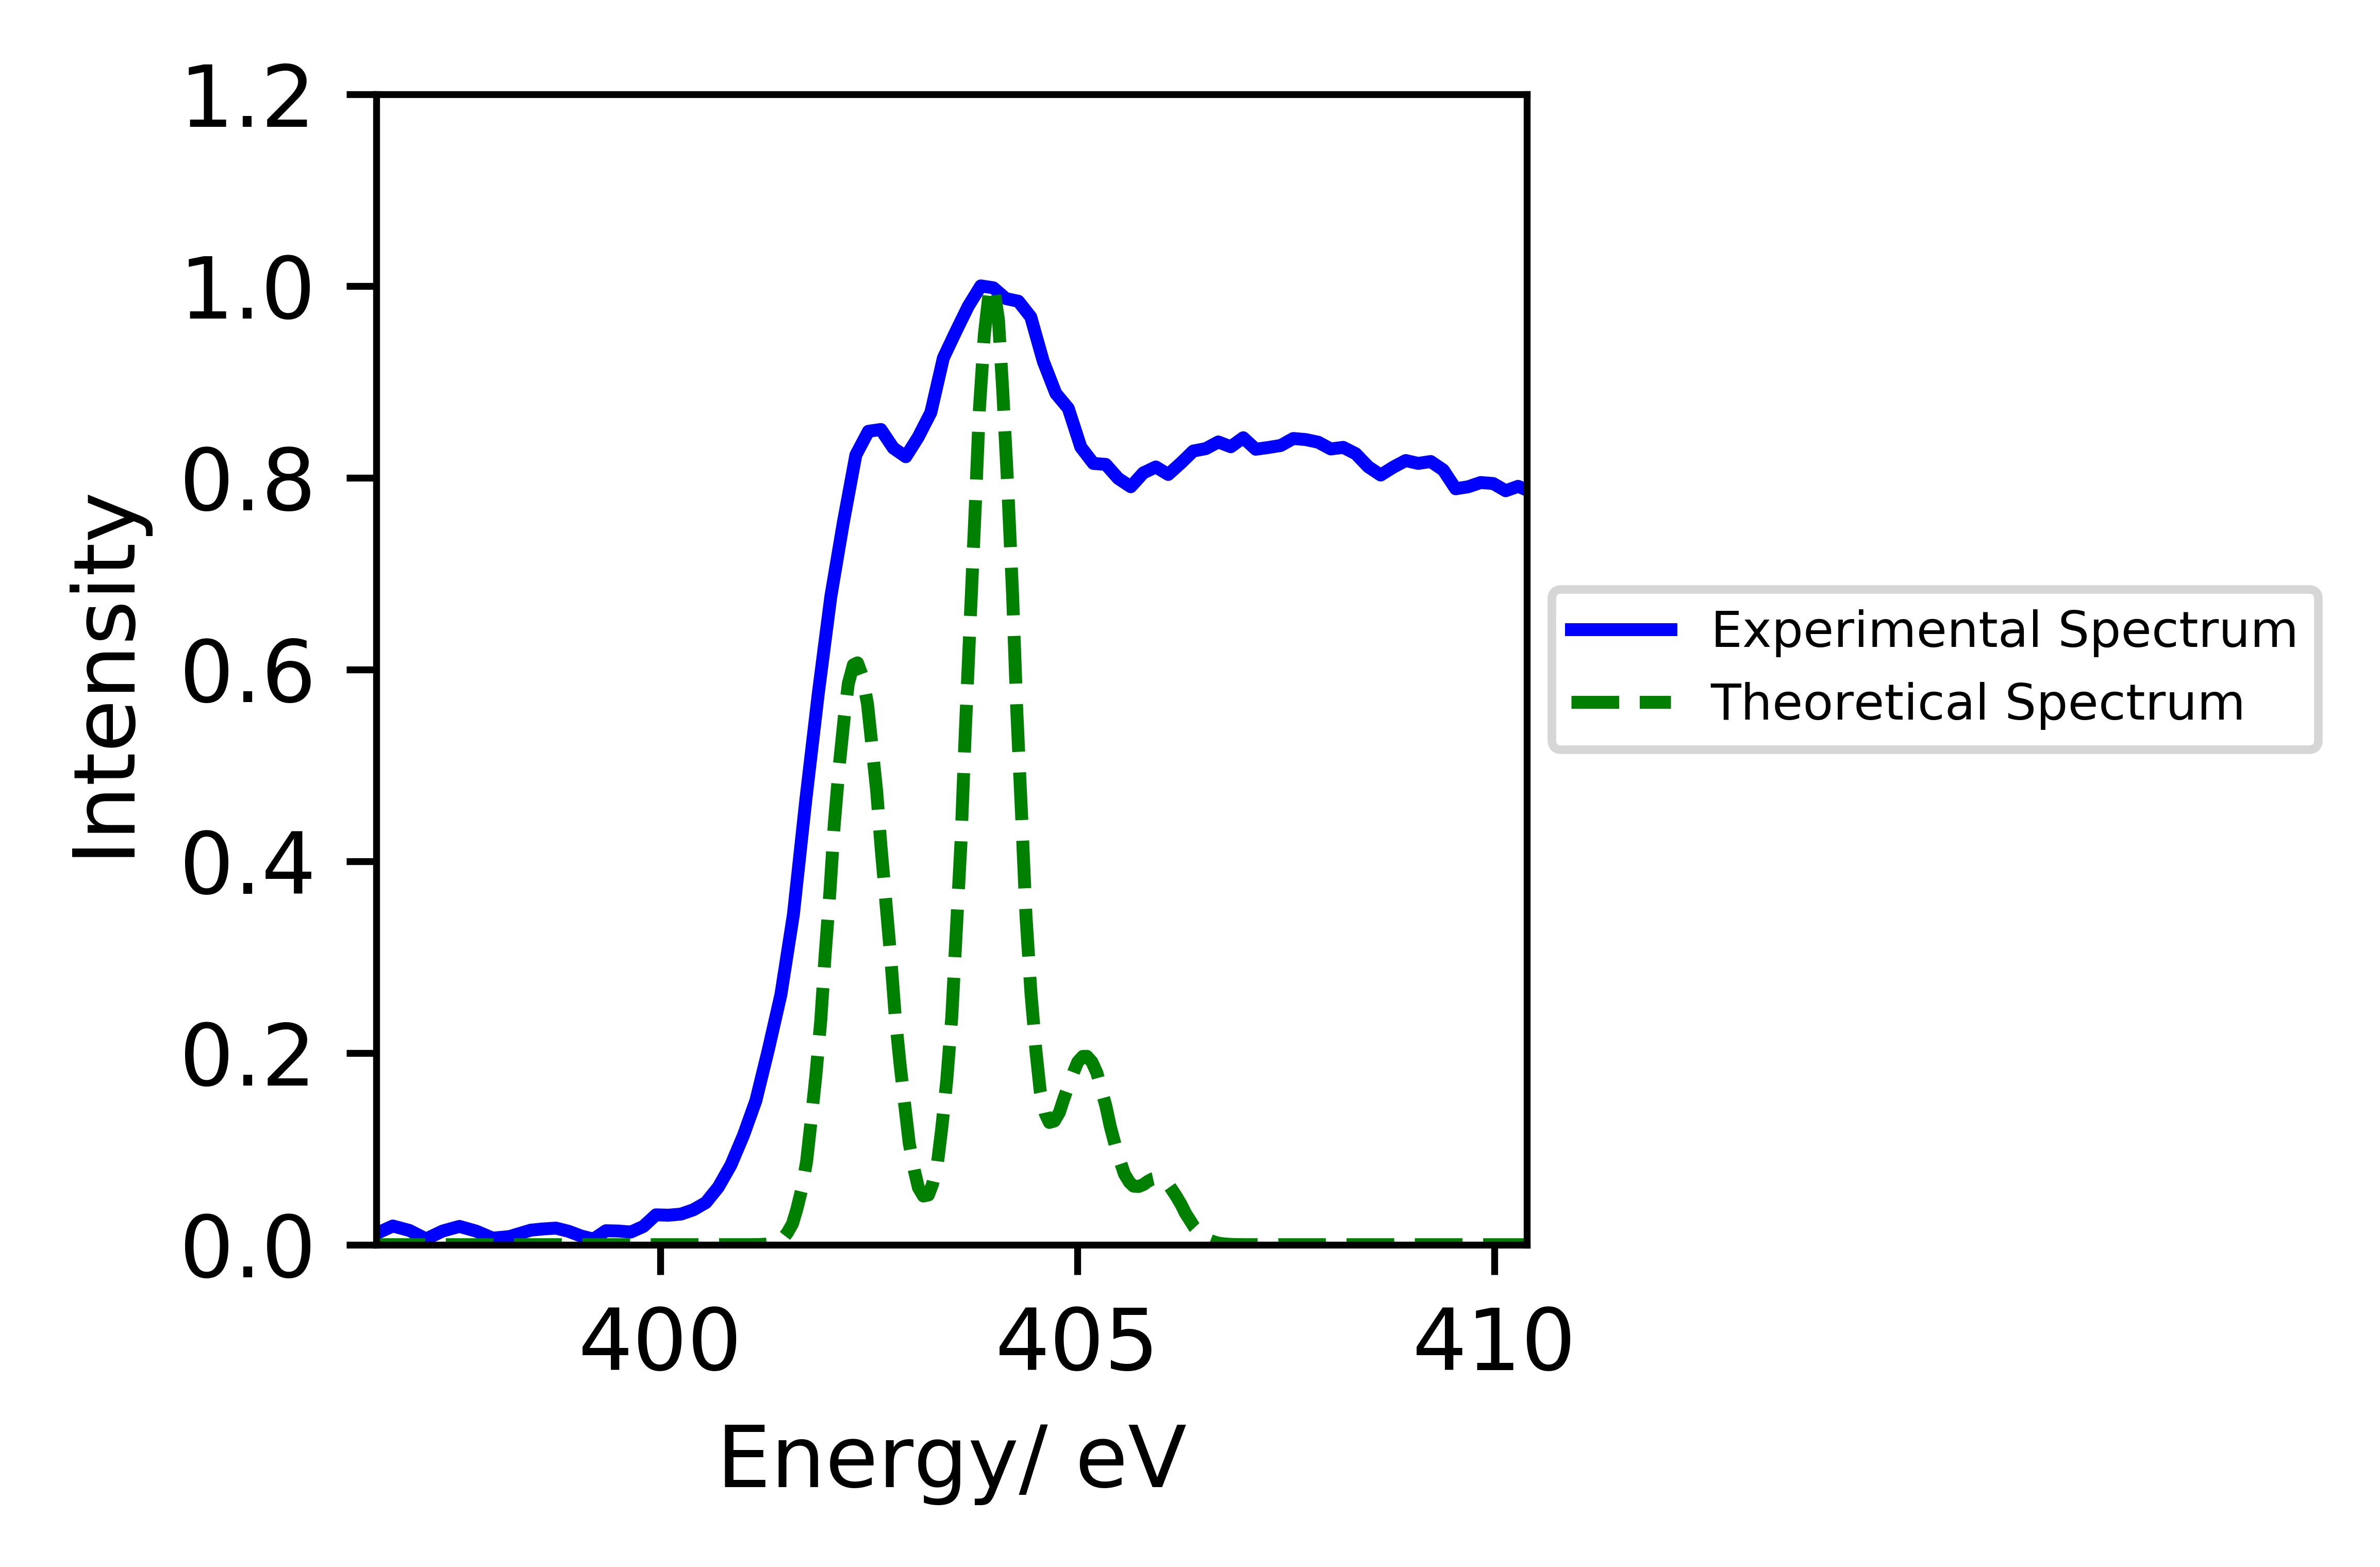 1.2
1.0
0.8
0.6
0.4
0.2
0.0
Intensity
400 405 410
Energy/ eV
Experimental Spectrum
Theoretical Spectrum